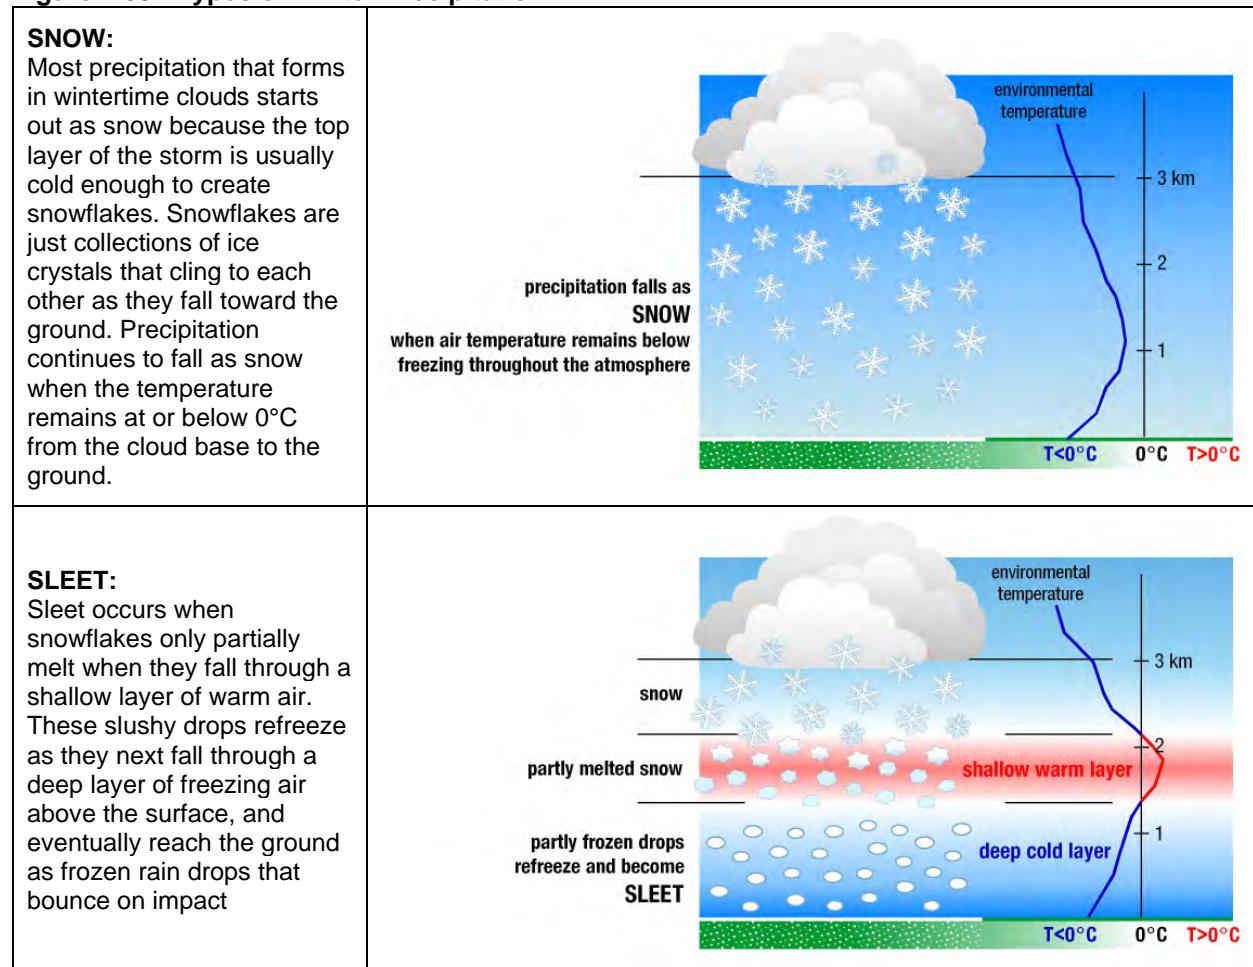 SNOW:
Most precipitation that forms
in wintertime clouds starts
out as snow because the top
layer of the storm is usually
cold enough to create
snowflakes. Snowflakes are
just collections of ice
crystals that cling to each
other as they fall toward the
ground. Precipitation
continues to fall as snow
when the temperature
remains at or below 0°C
from the cloud base to the
ground.
environmental
temperature
3 km
2
1
precipitation falls as
SNOW
when air temperature remains below
freezing throughout the atmosphere
T<0°C 0°C T>0°C
SLEET:
Sleet occurs when
snowflakes only partially
melt when they fall through a
shallow layer of warm air.
These slushy drops refreeze
as they next fall through a
deep layer of freezing air
above the surface, and
eventually reach the ground
as frozen rain drops that
bounce on impact
environmental
temperature
3 km
snow
2
partly melted snow
shallow warm layer
1
partly frozen drops
refreeze and become
SLEET
deep cold layer
T<0°C 0°C T>0°C